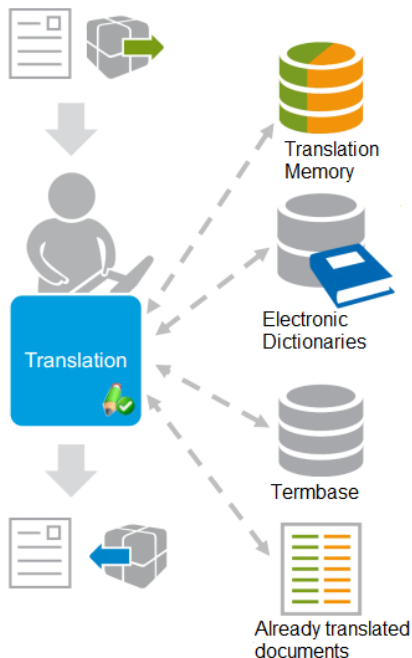 Translation
Memory
Electronic
Dictionaries
Translation
Termbase
Already translated
documents